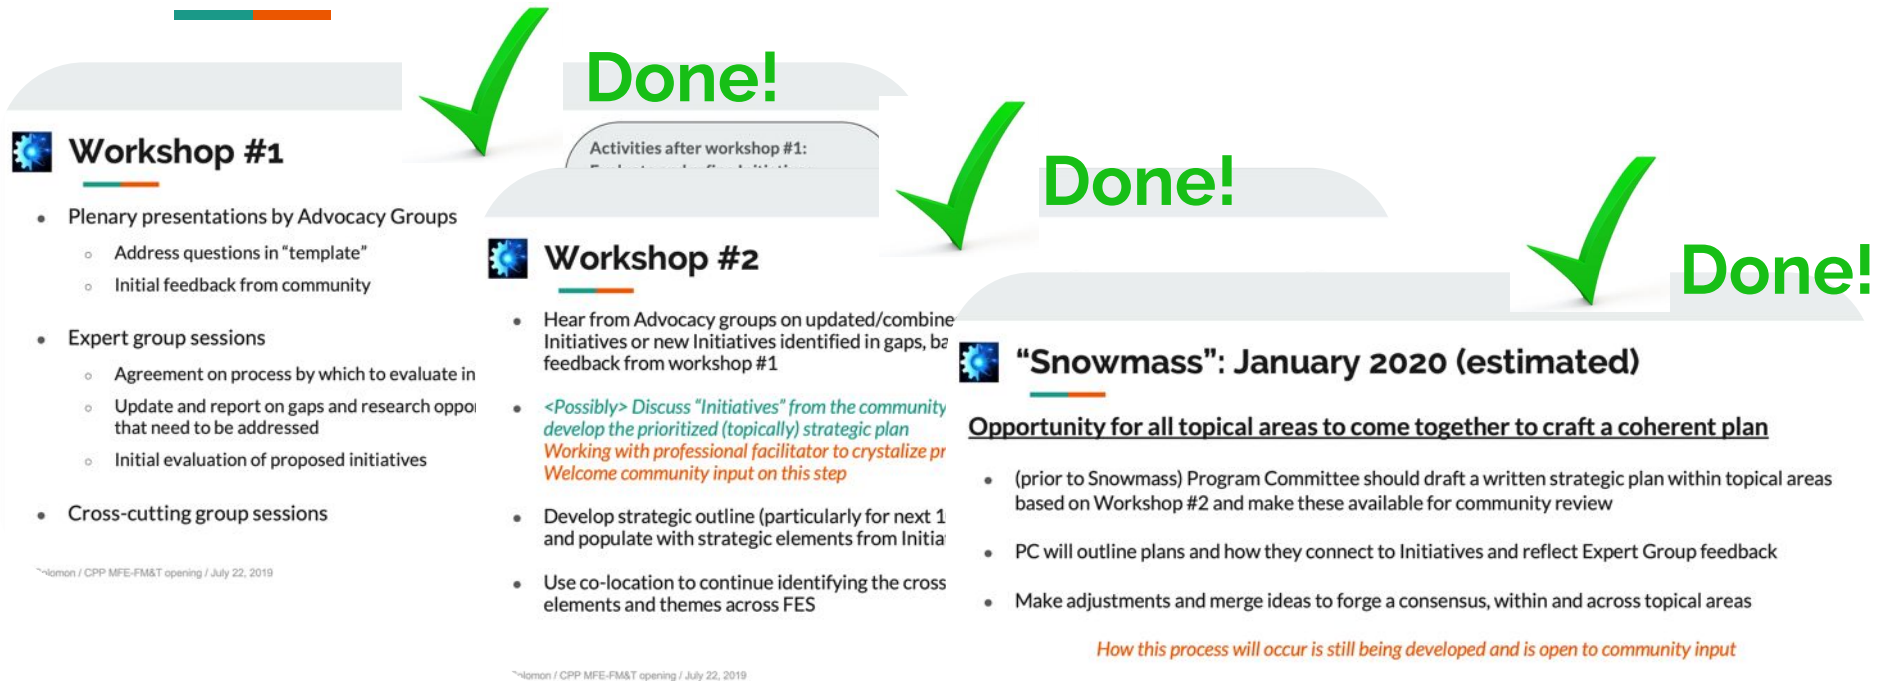 Done!
Workshop #1
Plenary presentations by Advocacy Groups
Address questions in “template”
Initial feedback from community
Expert group sessions
Agreement on process by which to evaluate
Update and report on gaps and research
that need to be addressed
Initial evaluation of proposed initiatives
Cross-cutting group sessions
/ CPP MFE-FM&T opening / July 22, 2019
Activities after workshop #1:
Done!
Workshop #2
Hear from Advocacy groups on
Initiatives or new Initiatives identified in gaps,
feedback from workshop #1
<Possibly> Discuss “Initiatives” from the community
develop the prioritized (topically) strategic plan
Working with professional facilitator to crystalize
Welcome community input on this step
Develop strategic outline (particularly for next
and populate with strategic elements from
Use co-location to continue identifying the cross
elements and themes across FES
/ CPP MFE-FM&T opening / July 22, 2019
Done!
“Snowmass”: January 2020 (estimated)
Opportunity for all topical areas to come together to craft a coherent plan
(prior to Snowmass) Program Committee should draft a written strategic plan within topical areas
based on Workshop #2 and make these available for community review
PC will outline plans and how they connect to Initiatives and reflect Expert Group feedback
Make adjustments and merge ideas to forge a consensus, within and across topical areas
How this process will occur is still being developed and is open to community input